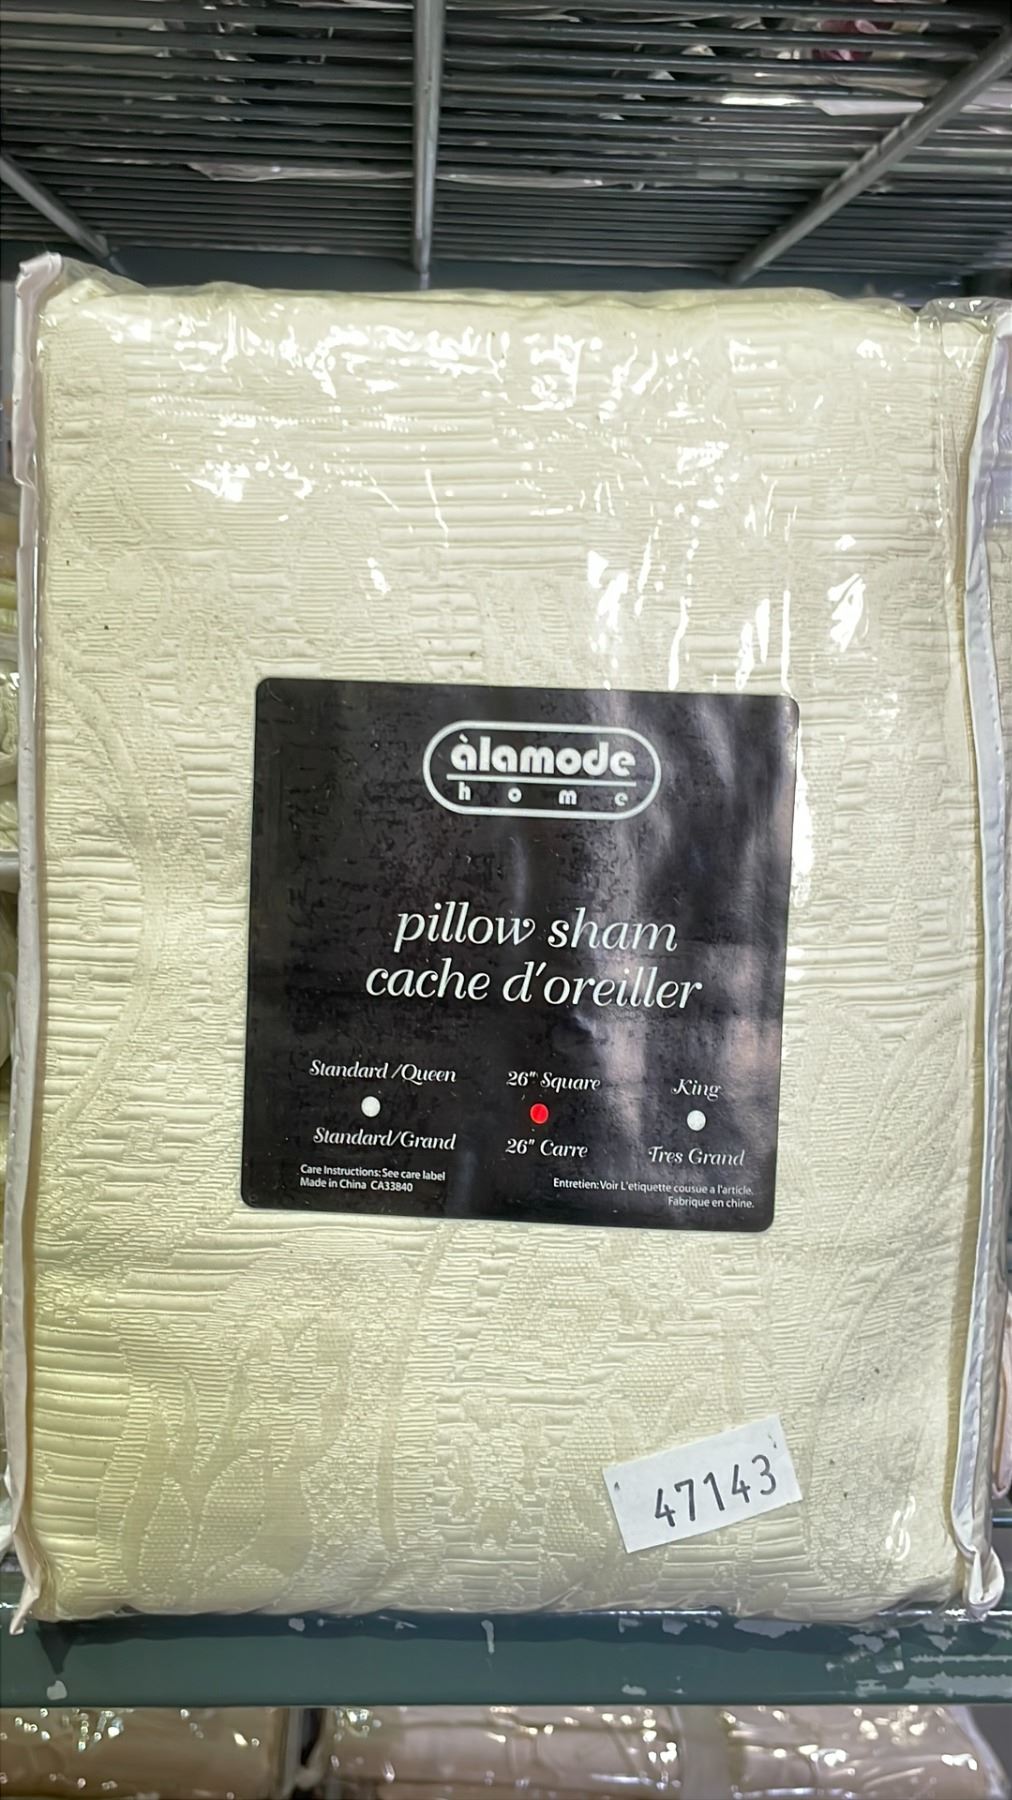 àlamode
home
pillow sham
cache d'oreiller
Standard /Queen
26" Square
King
Standard/Grand
26" Carre
Tres Grand
Care Instructions: See care label
Made in China CA33840
Entretien: Voir L'etiquette cousue a l'article.
Fabrique en chine.
47143